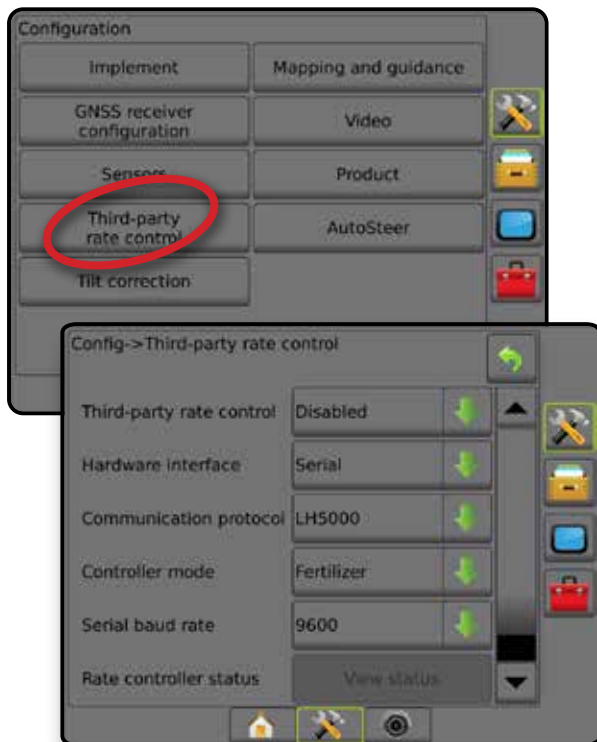 Configuration
Implement
Mapping and guidance
GNSS receiver
configuration
Video
Sensors
Product
Third-party
rate control
AutoSteer
Tilt correction
Config->Third-party rate control
Third-party rate control Disabled
Hardware interface Serial
Communication protocol LH5000
Controller mode Fertilizer
Serial baud rate 9600
Rate controller status View status